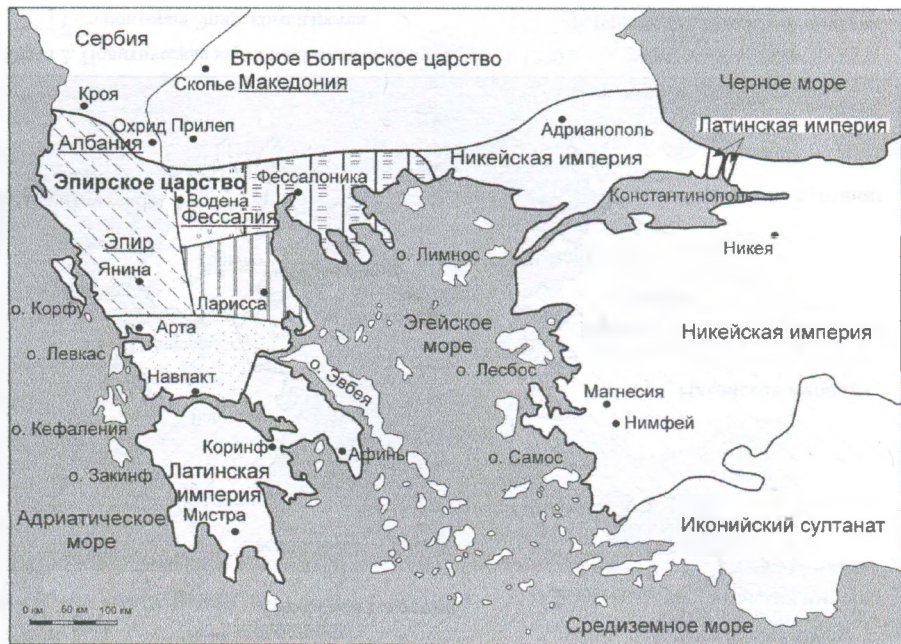 Сербия
Второе Болгарское царство
Скопье
Македония
Черное море
Кроя
Охрид
Прилеп
Адрианополь
Латинская империя
Албания
Никейская империя
Эпирское царство
Фессалоника
Водена
Фессалия
Константинополь
Эпир
о. Лимнос
Никея
Янина
Ларисса
о. Корфу
Арта
Эгейское
море
Никейская империя
о. Левкас
о. Эвбея
о. Лесбос
Навпакт
Магнесия
Нимфей
о. Кефаления
Коринф
Афины
о. Самос
о. Закинф
Латинская
империя
Адриатическое
море
Мистра
Иконийский султанат
0 км 50 км 100 км
Средиземное море